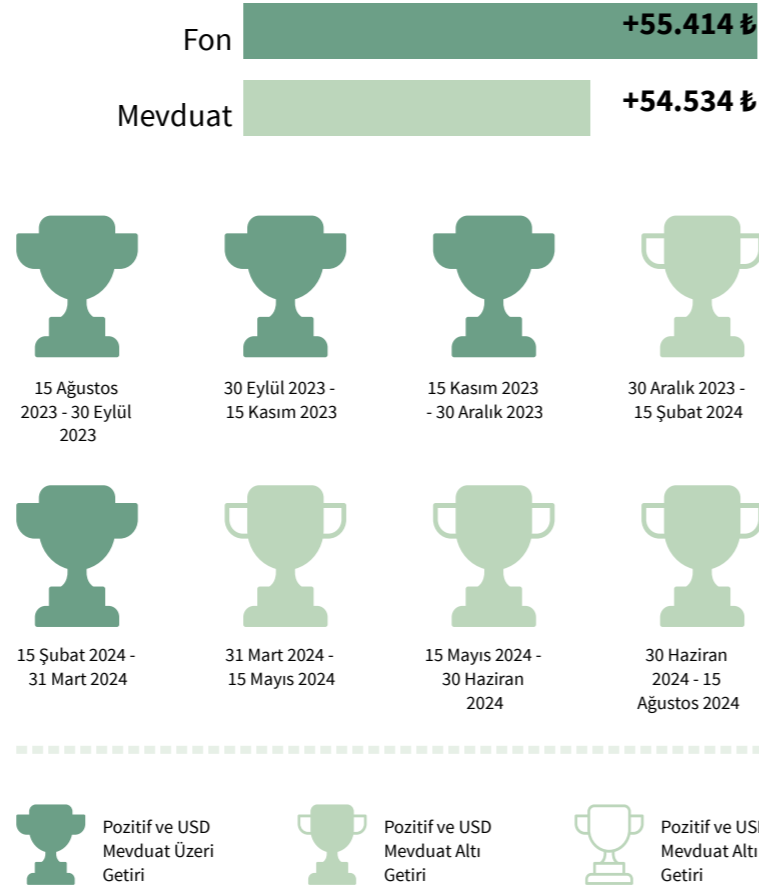 Fon
+55.414 ₺
Mevduat
+54.534 ₺
15 Ağustos
2023 - 30 Eylül
2023
30 Eylül 2023 -
15 Kasım 2023
15 Kasım 2023
- 30 Aralık 2023
30 Aralık 2023 -
15 Şubat 2024
15 Şubat 2024 -
31 Mart 2024
31 Mart 2024 -
15 Mayıs 2024
15 Mayıs 2024 -
30 Haziran
2024
30 Haziran
2024 - 15
Ağustos 2024
Pozitif ve USD
Mevduat Üzeri
Getiri
Pozitif ve USD
Mevduat Altı
Getiri
Pozitif ve USD
Mevduat Altı
Getiri